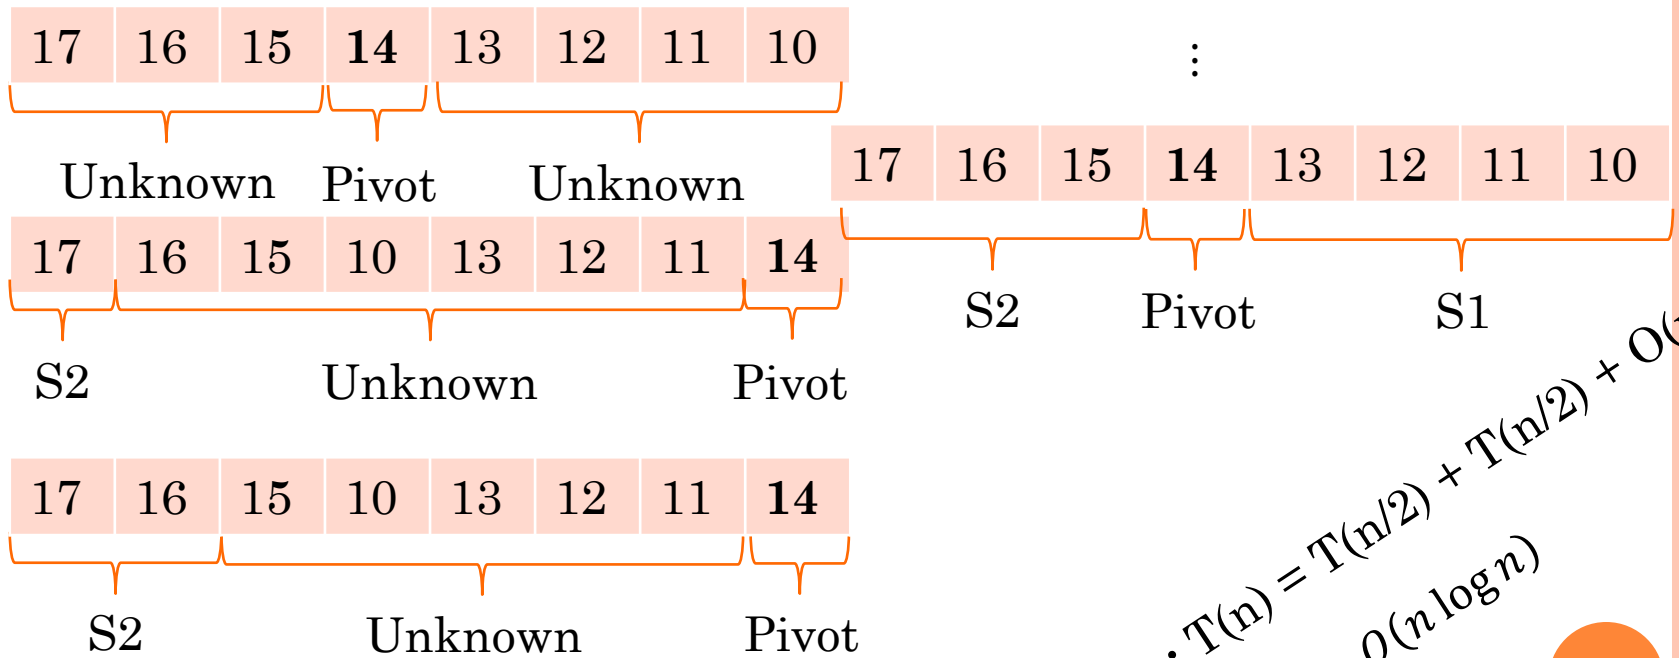 17 16 15 14 13 12 11 10
Unknown Pivot Unknown
17 16 15 10 13 12 11 14
S2 Unknown Pivot
17 16 15 10 13 12 11 14
S2 Unknown Pivot
⋮
17 16 15 14 13 12 11 10
S2 Pivot S1
· T(n) = T(n/2) + T(n/2) + O(
O(n log n)